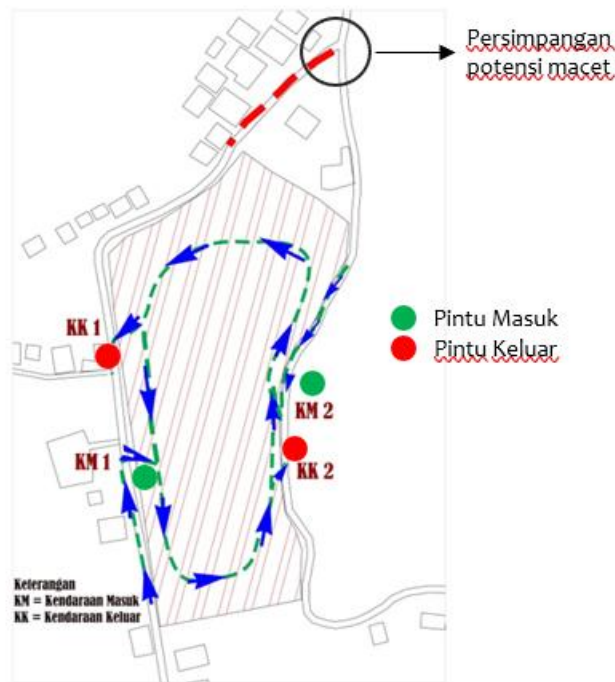 Persimpangan
potensi macet
KK 1
Pintu Masuk
Pintu Keluar
KM 2
KM 1
KK 2
Keterangan
KM = Kendaraan Masuk
KK = Kendaraan Keluar